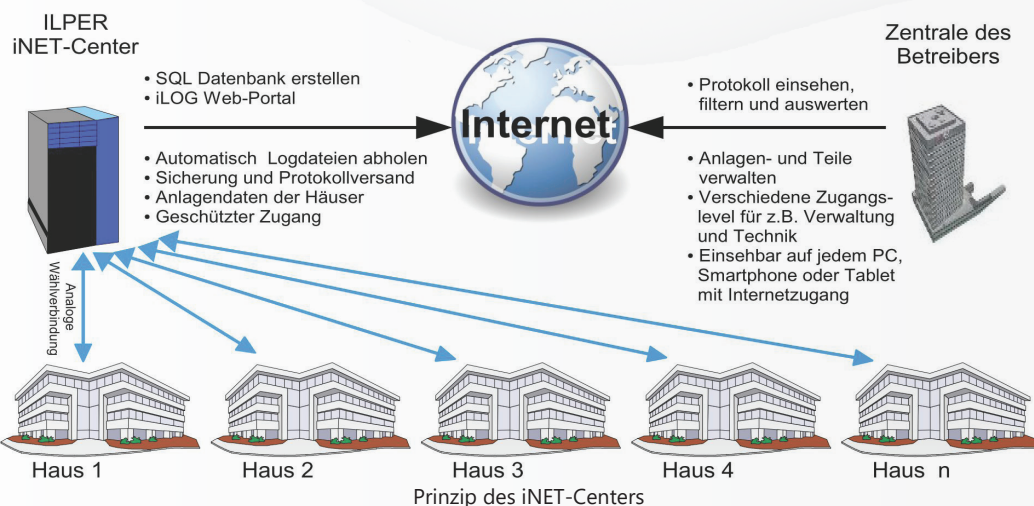 ILPER
iNET-Center
• SQL Datenbank erstellen
• iLOG Web-Portal
• Automatisch Logdateien abholen
• Sicherung und Protokollversand
• Anlagendaten der Häuser
• Geschützter Zugang
Internet
Zentrale des
Betreibers
• Protokoll einsehen,
filtern und auswerten
• Anlagen- und Teile
verwalten
• Verschiedene Zugangs-
level für z.B. Verwaltung
und Technik
• Einsehbar auf jedem PC,
Smartphone oder Tablet
mit Internetzugang
Analoge
Wählverbindung
Haus 1
Haus 2
Haus 3
Haus 4
Haus n
Prinzip des iNET-Centers